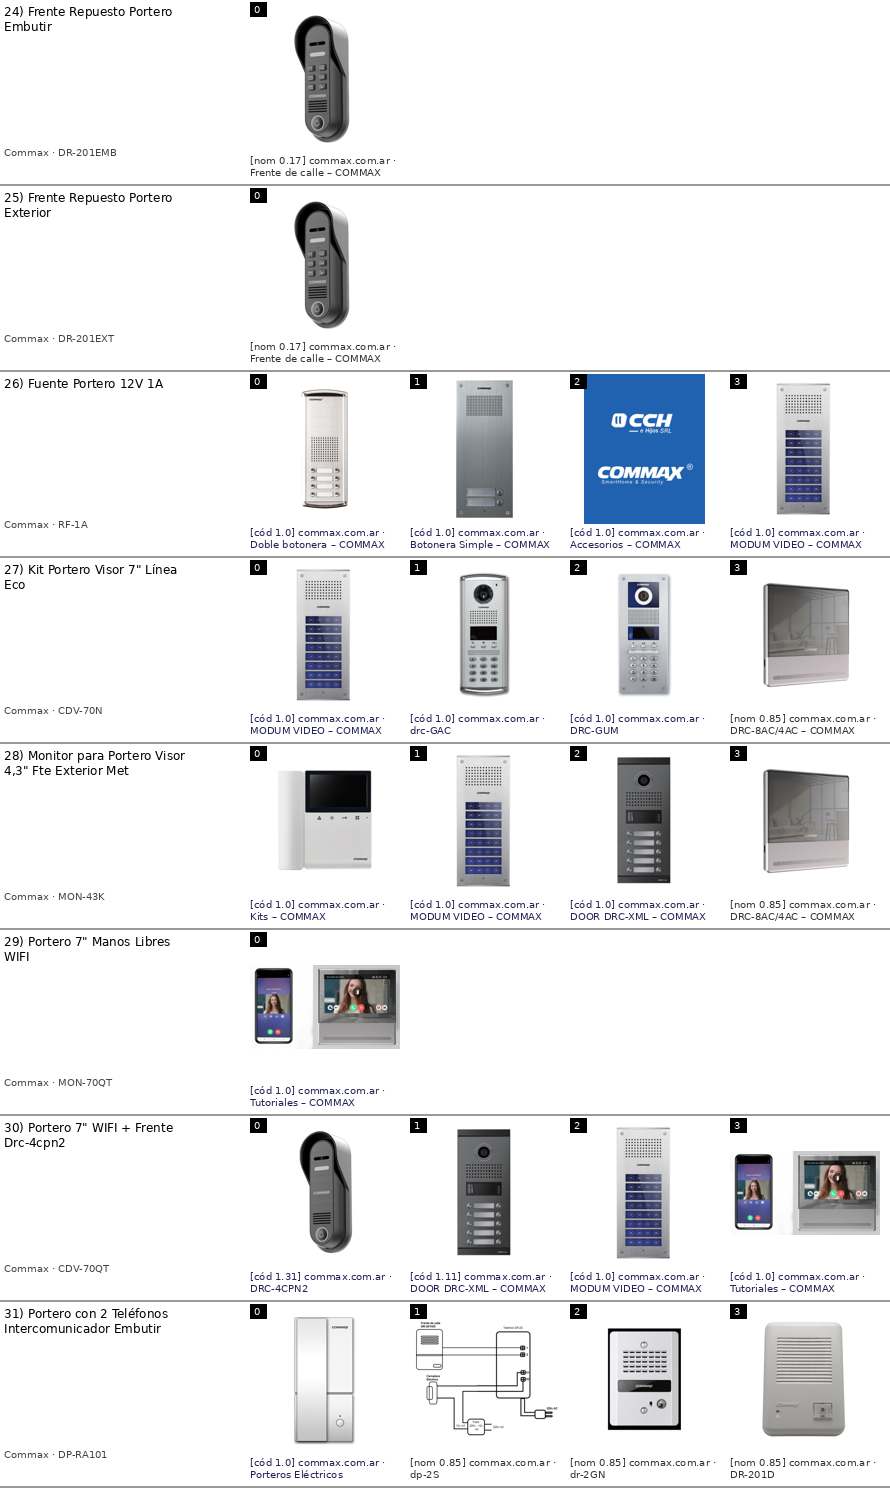 24) Frente Repuesto Portero
Embutir
Commax · DR-201EMB
0
[nom 0.17] commax.com.ar ·
Frente de calle – COMMAX
25) Frente Repuesto Portero
Exterior
Commax · DR-201EXT
0
[nom 0.17] commax.com.ar ·
Frente de calle – COMMAX
26) Fuente Portero 12V 1A
Commax · RF-1A
0
[cód 1.0] commax.com.ar ·
Doble botonera – COMMAX
1
[cód 1.0] commax.com.ar ·
Botonera Simple – COMMAX
2
CCH
e Hijos SRL
COMMAX®
SmartHome & Security
[cód 1.0] commax.com.ar ·
Accesorios – COMMAX
3
[cód 1.0] commax.com.ar ·
MODUM VIDEO – COMMAX
27) Kit Portero Visor 7" Línea
Eco
Commax · CDV-70N
0
[cód 1.0] commax.com.ar ·
MODUM VIDEO – COMMAX
1
[cód 1.0] commax.com.ar ·
drc-GAC
2
[cód 1.0] commax.com.ar ·
DRC-GUM
3
[nom 0.85] commax.com.ar ·
DRC-8AC/4AC – COMMAX
28) Monitor para Portero Visor
4,3" Fte Exterior Met
Commax · MON-43K
0
[cód 1.0] commax.com.ar ·
Kits – COMMAX
1
[cód 1.0] commax.com.ar ·
MODUM VIDEO – COMMAX
2
[cód 1.0] commax.com.ar ·
DOOR DRC-XML – COMMAX
3
[nom 0.85] commax.com.ar ·
DRC-8AC/4AC – COMMAX
29) Portero 7" Manos Libres
WIFI
Commax · MON-70QT
0
[cód 1.0] commax.com.ar ·
Tutoriales – COMMAX
30) Portero 7" WIFI + Frente
Drc-4cpn2
Commax · CDV-70QT
0
[cód 1.31] commax.com.ar ·
DRC-4CPN2
1
[cód 1.11] commax.com.ar ·
DOOR DRC-XML – COMMAX
2
[cód 1.0] commax.com.ar ·
MODUM VIDEO – COMMAX
3
[cód 1.0] commax.com.ar ·
Tutoriales – COMMAX
31) Portero con 2 Teléfonos
Intercomunicador Embutir
Commax · DP-RA101
0
COMMAX
[cód 1.0] commax.com.ar ·
Porteros Eléctricos
1
[nom 0.85] commax.com.ar ·
dp-2S
2
COMMAX
[nom 0.85] commax.com.ar ·
dr-2GN
3
[nom 0.85] commax.com.ar ·
DR-201D